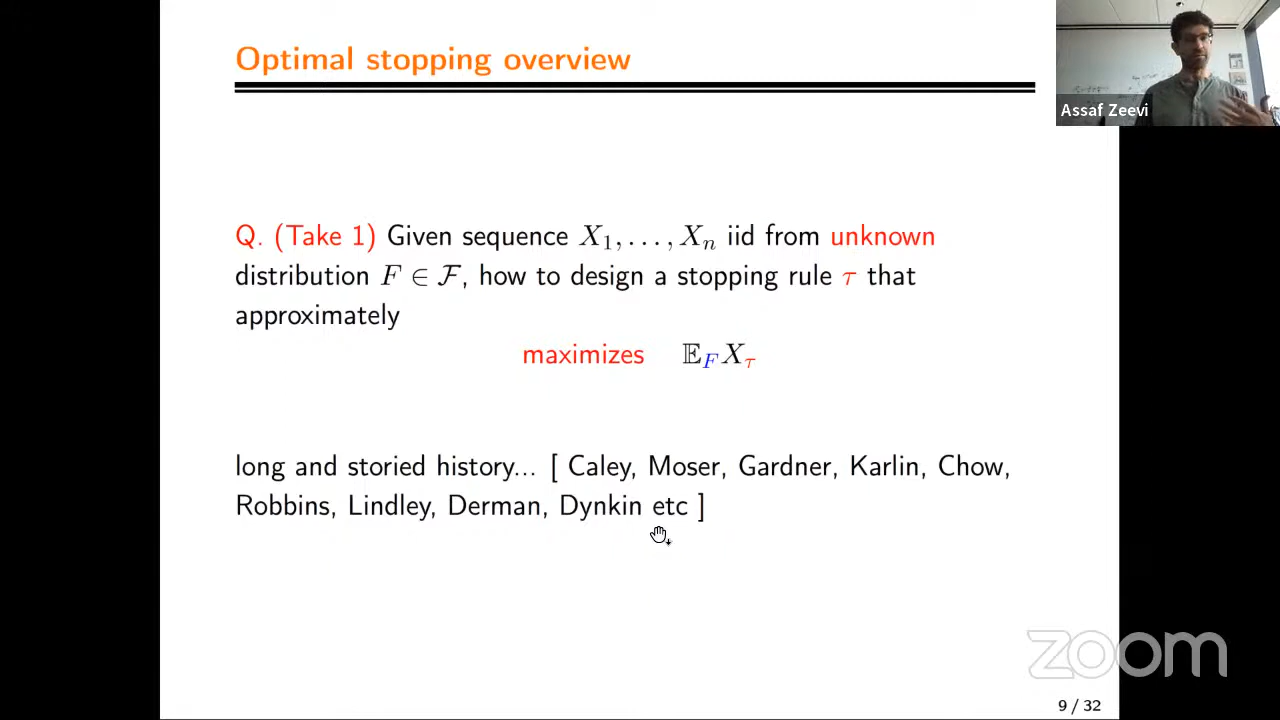 Optimal stopping overview
Assaf Zeevi
Q. (Take 1) Given sequence X₁, . . . , Xₙ iid from unknown
distribution F ∈ ℱ, how to design a stopping rule τ that
approximately
maximizes 𝔼_F X_τ
long and storied history... [ Caley, Moser, Gardner, Karlin, Chow,
Robbins, Lindley, Derman, Dynkin etc ]
zoom
9 / 32